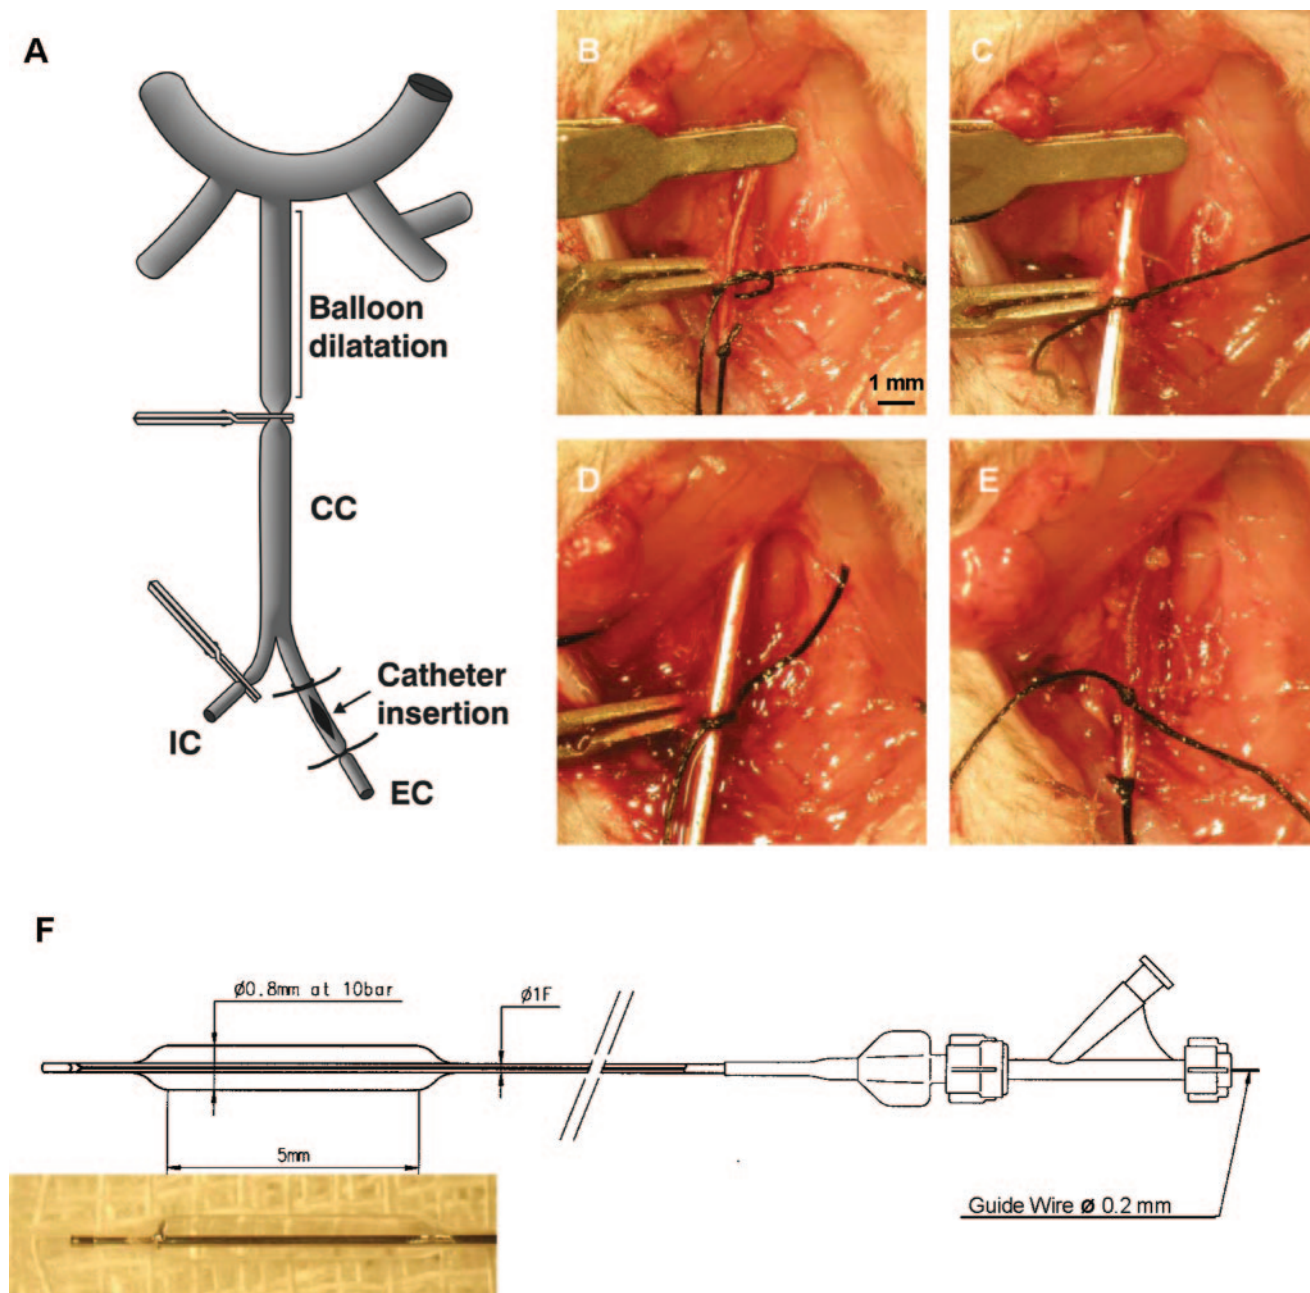 A
Balloon
dilatation
CC
Catheter
insertion
IC
EC
B
1 mm
C
D
E
F
Ø0.8mm at 10bar
Ø1F
5mm
Guide Wire Ø 0.2 mm